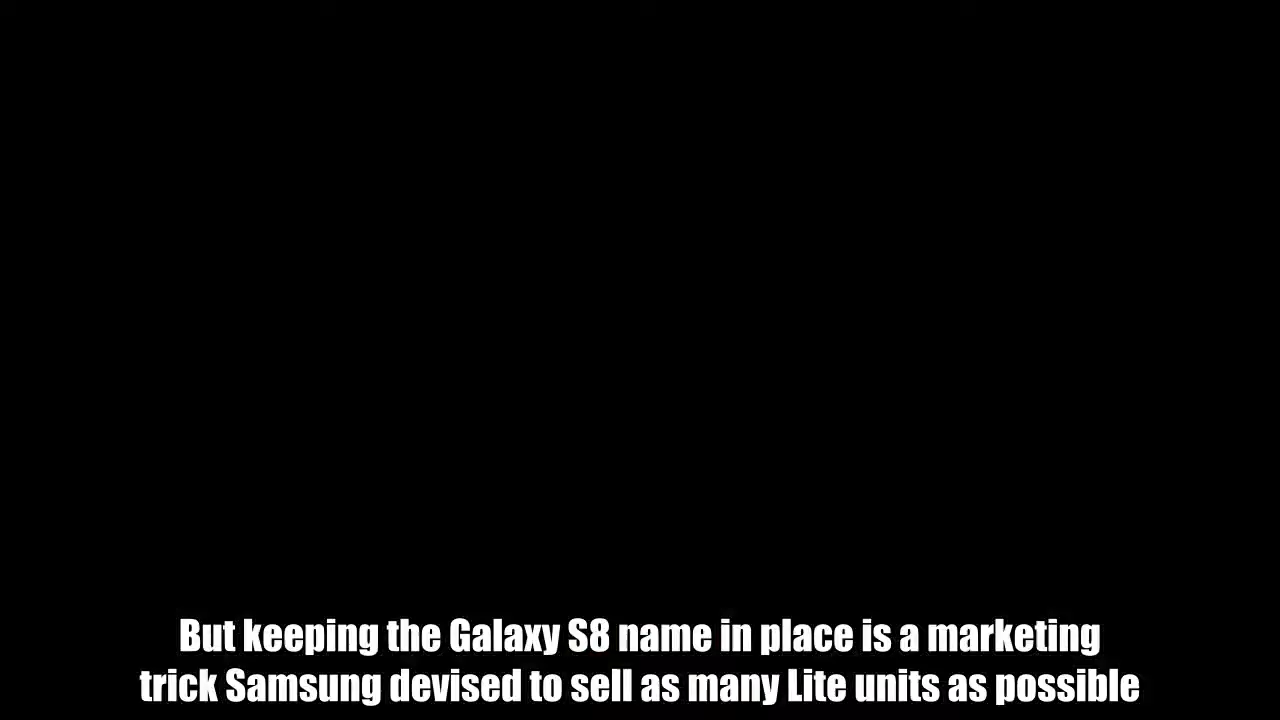 But keeping the Galaxy S8 name in place is a marketing
trick Samsung devised to sell as many Lite units as possible